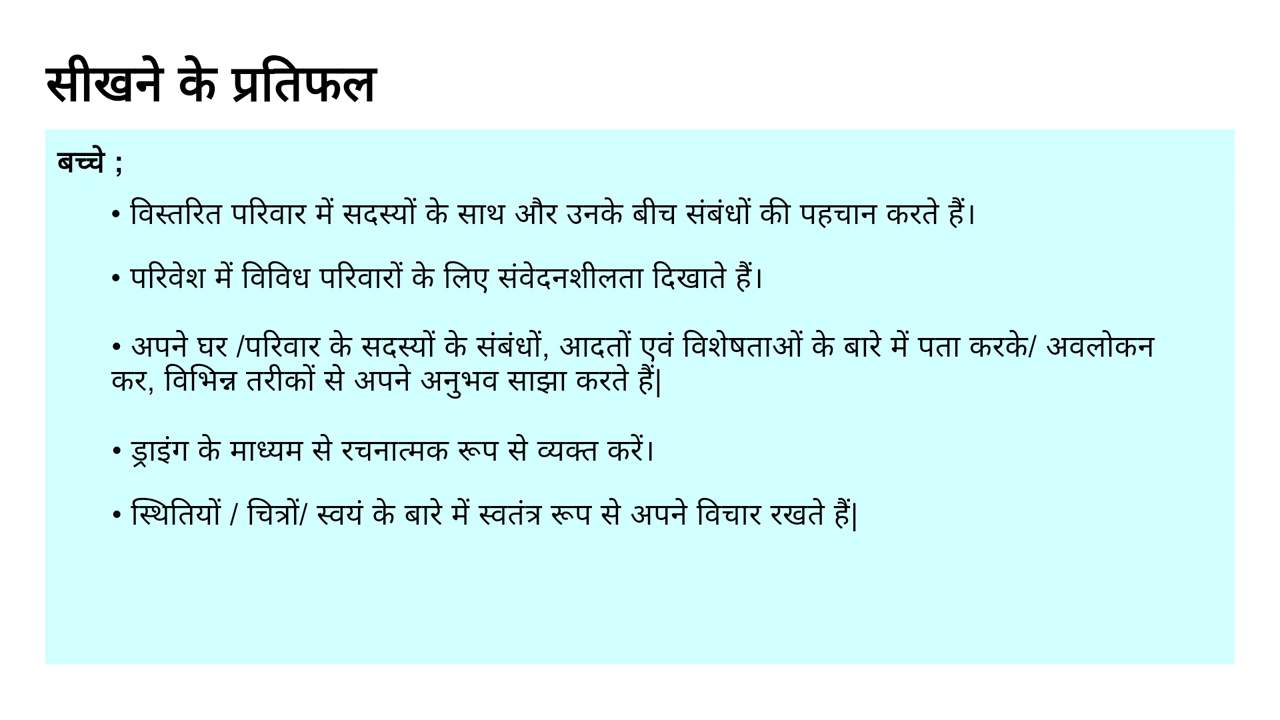 सीखने के प्रतिफल
बच्चे ;
• विस्तरित परिवार में सदस्यों के साथ और उनके बीच संबंधों की पहचान करते हैं।
• परिवेश में विविध परिवारों के लिए संवेदनशीलता दिखाते हैं।
• अपने घर /परिवार के सदस्यों के संबंधों, आदतों एवं विशेषताओं के बारे में पता करके/ अवलोकन
कर, विभिन्न तरीकों से अपने अनुभव साझा करते हैं|
• ड्राइंग के माध्यम से रचनात्मक रूप से व्यक्त करें।
• स्थितियों / चित्रों/ स्वयं के बारे में स्वतंत्र रूप से अपने विचार रखते हैं|